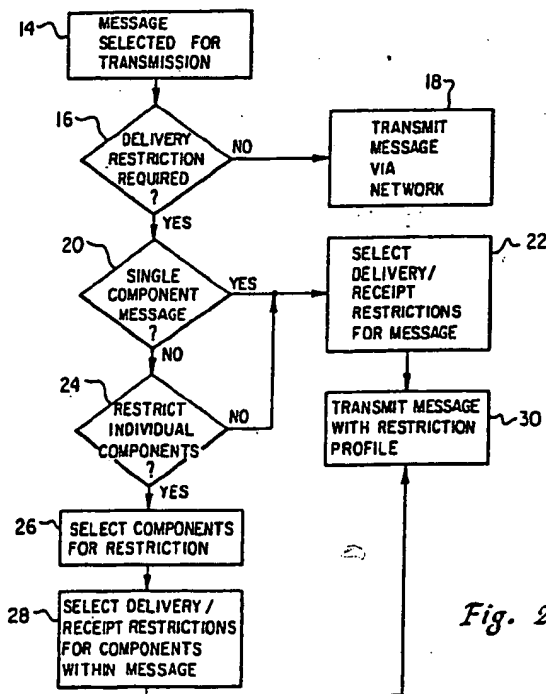 14
MESSAGE
SELECTED FOR
TRANSMISSION
16
DELIVERY
RESTRICTION
REQUIRED
?
NO
YES
18
TRANSMIT
MESSAGE
VIA
NETWORK
20
SINGLE
COMPONENT
MESSAGE
?
YES
NO
22
SELECT
DELIVERY/
RECEIPT
RESTRICTIONS
FOR MESSAGE
24
RESTRICT
INDIVIDUAL
COMPONENTS
?
NO
YES
TRANSMIT MESSAGE
WITH RESTRICTION
PROFILE
30
26
SELECT COMPONENTS
FOR RESTRICTION
28
SELECT DELIVERY/
RECEIPT RESTRICTIONS
FOR COMPONENTS
WITHIN MESSAGE
Fig. 2